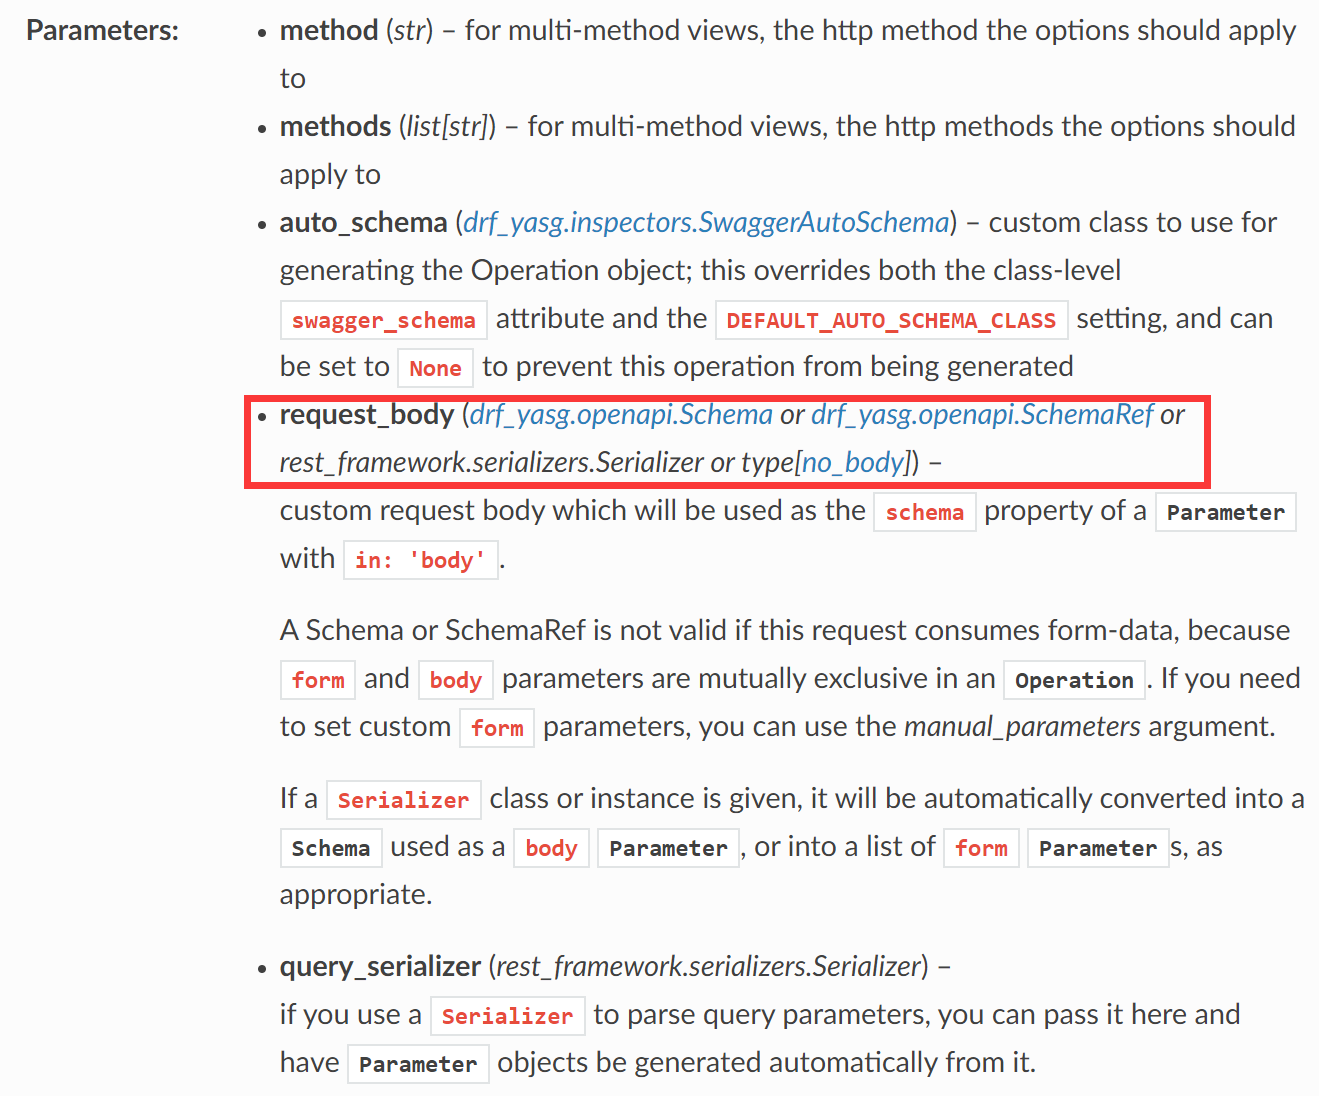 Parameters:
• method (str) – for multi-method views, the http method the options should apply
to
• methods (list[str]) – for multi-method views, the http methods the options should
apply to
• auto_schema (drf_yasg.inspectors.SwaggerAutoSchema) – custom class to use for
generating the Operation object; this overrides both the class-level
swagger_schema attribute and the DEFAULT_AUTO_SCHEMA_CLASS setting, and can
be set to None to prevent this operation from being generated
• request_body (drf_yasg.openapi.Schema or drf_yasg.openapi.SchemaRef or
rest_framework.serializers.Serializer or type[no_body]) –
custom request body which will be used as the schema property of a Parameter
with in: 'body' .
A Schema or SchemaRef is not valid if this request consumes form-data, because
form and body parameters are mutually exclusive in an Operation . If you need
to set custom form parameters, you can use the manual_parameters argument.
If a Serializer class or instance is given, it will be automatically converted into a
Schema used as a body Parameter , or into a list of form Parameter s, as
appropriate.
• query_serializer (rest_framework.serializers.Serializer) –
if you use a Serializer to parse query parameters, you can pass it here and
have Parameter objects be generated automatically from it.